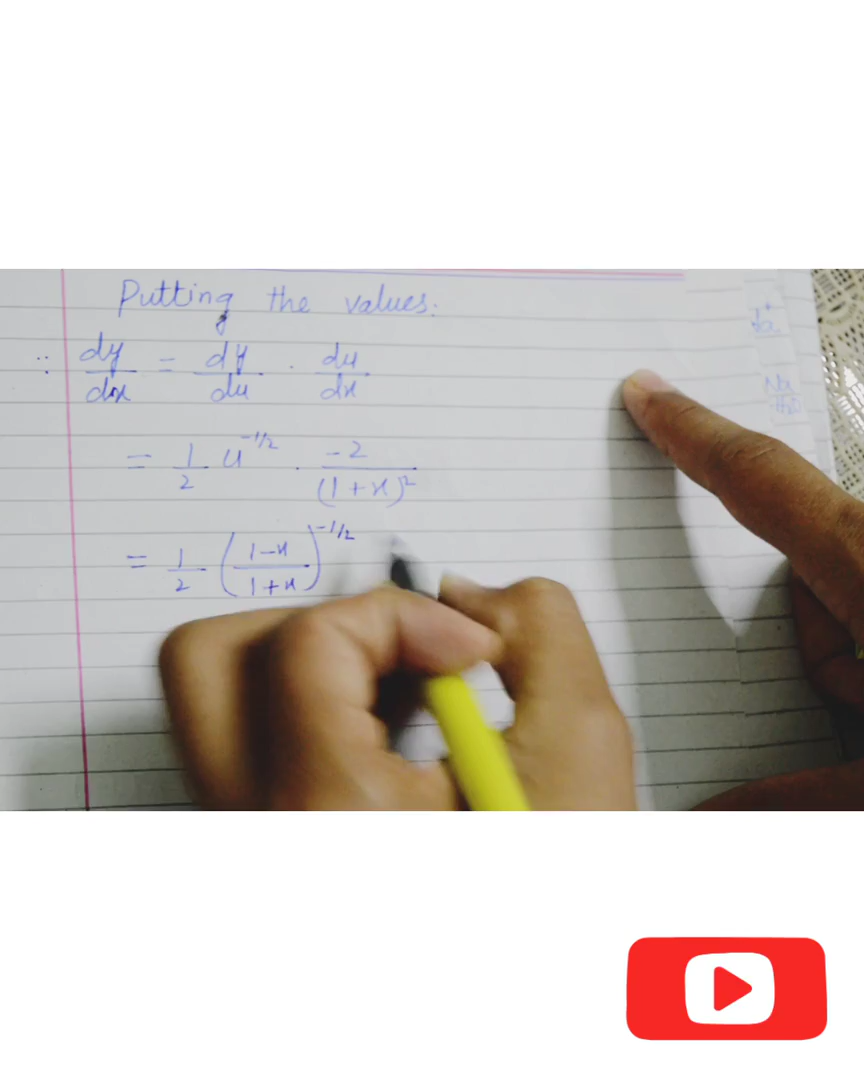 Putting the values:
∵ dy/dx = dy/du . du/dx
= 1/2 u^-1/2 . -2/(1+x)^2
= 1/2 (1-x/1+x)^-1/2